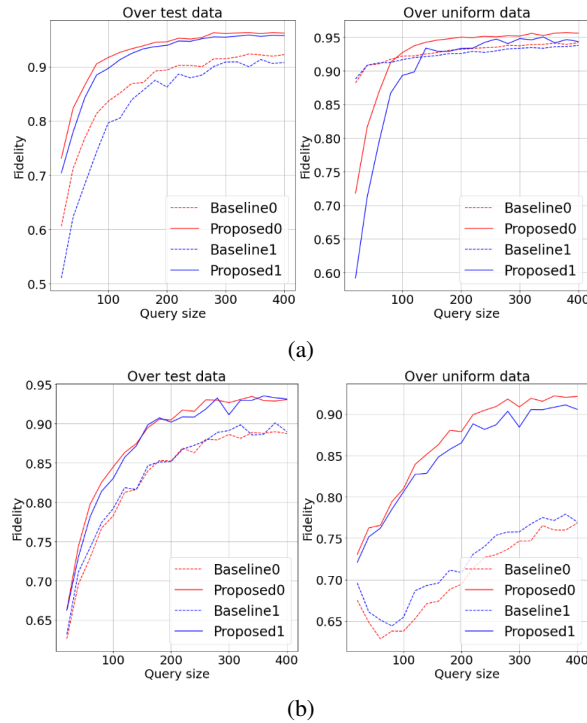 Over test data
Over uniform data
Fidelity
0.9
0.8
0.7
0.6
0.5
100
200
300
400
Query size
Baseline0
Proposed0
Baseline1
Proposed1
Fidelity
0.95
0.90
0.85
0.80
0.75
0.70
0.65
0.60
100
200
300
400
Query size
Baseline0
Proposed0
Baseline1
Proposed1
(a)
Over test data
Over uniform data
Fidelity
0.95
0.90
0.85
0.80
0.75
0.70
0.65
100
200
300
400
Query size
Baseline0
Proposed0
Baseline1
Proposed1
Fidelity
0.90
0.85
0.80
0.75
0.70
0.65
100
200
300
400
Query size
Baseline0
Proposed0
Baseline1
Proposed1
(b)